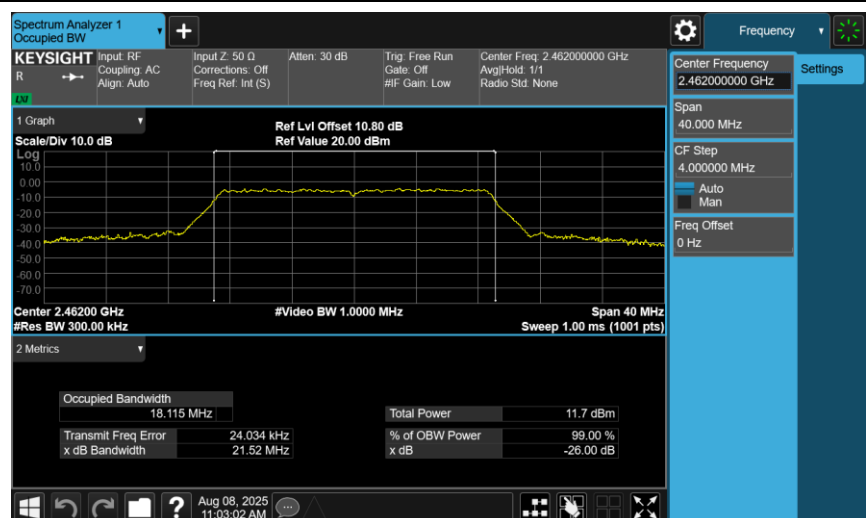 Spectrum Analyzer 1
Occupied BW
Frequency
KEYSIGHT
R
LXI
Input: RF
Coupling: AC
Align: Auto
Input Z: 50 Ω
Corrections: Off
Freq Ref: Int (S)
Atten: 30 dB
Trig: Free Run
Gate: Off
#IF Gain: Low
Center Freq: 2.462000000 GHz
Avg|Hold: 1/1
Radio Std: None
1 Graph
Scale/Div 10.0 dB
Ref Lvl Offset 10.80 dB
Ref Value 20.00 dBm
Log
10.0
0.00
-10.0
-20.0
-30.0
-40.0
-50.0
-60.0
-70.0
Center 2.46200 GHz
#Res BW 300.00 kHz
#Video BW 1.0000 MHz
Span 40 MHz
Sweep 1.00 ms (1001 pts)
2 Metrics
Occupied Bandwidth
18.115 MHz
Transmit Freq Error 24.034 kHz
x dB Bandwidth 21.52 MHz
Total Power 11.7 dBm
% of OBW Power 99.00 %
x dB -26.00 dB
Aug 08, 2025
11:03:02 AM
Center Frequency
2.462000000 GHz
Span
40.000 MHz
CF Step
4.000000 MHz
Auto
Man
Freq Offset
0 Hz
Settings